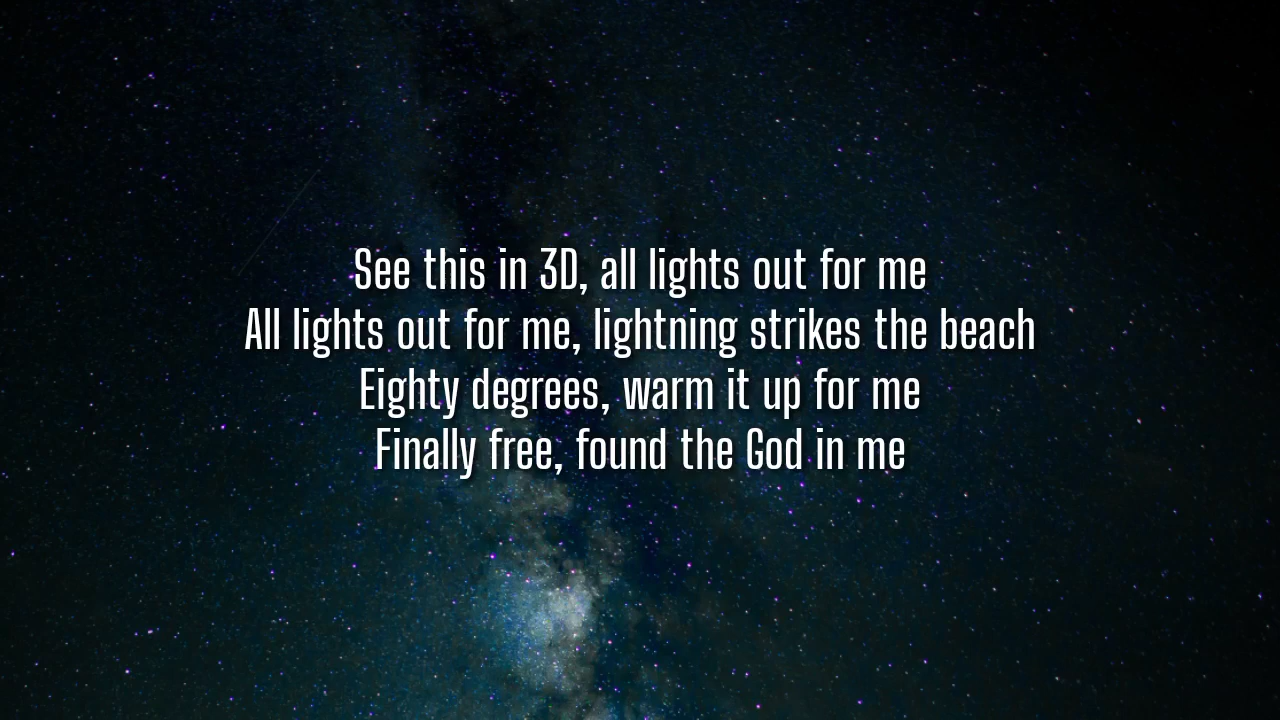 See this in 3D, all lights out for me
All lights out for me, lightning strikes the beach
Eighty degrees, warm it up for me
Finally free, found the God in me